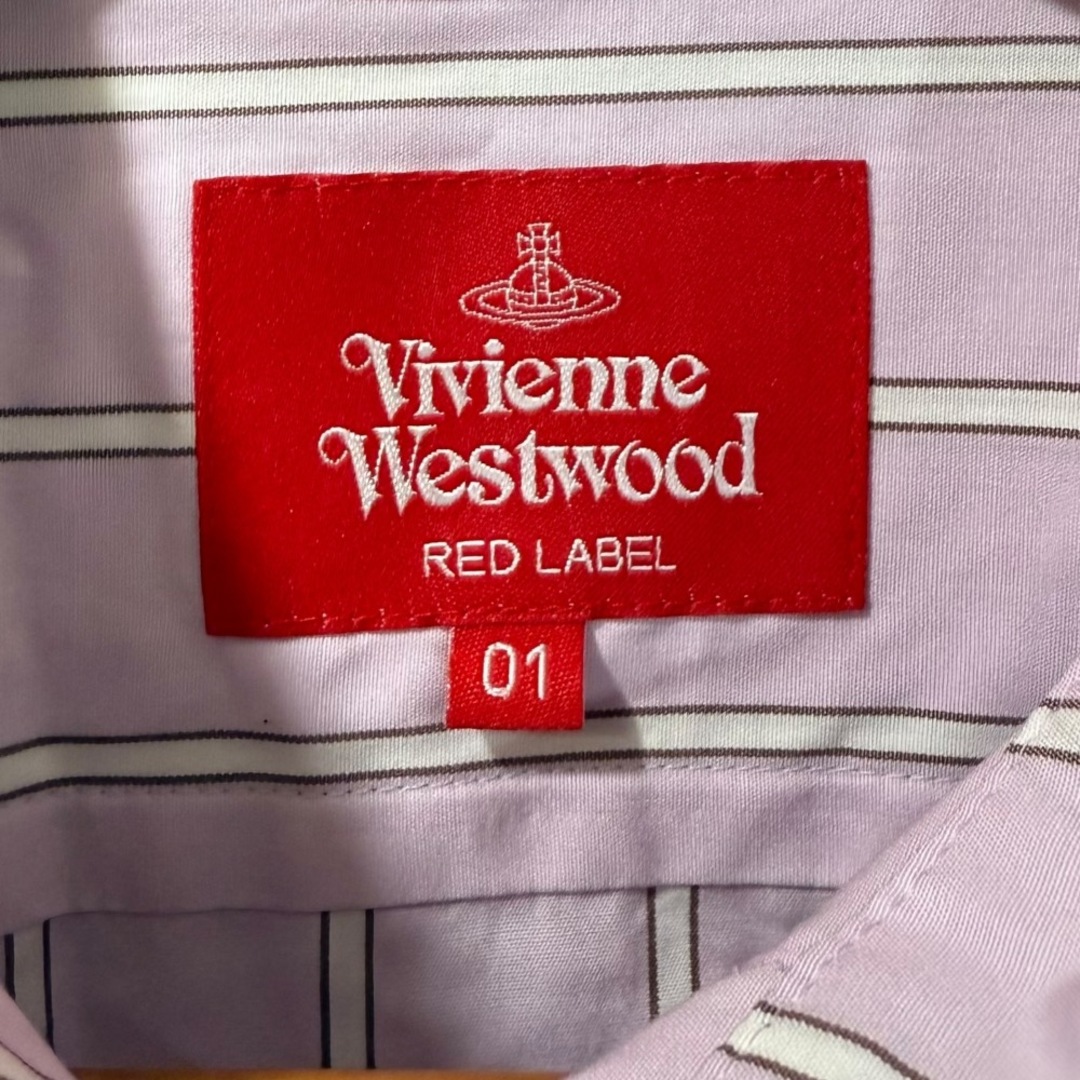 Vivienne
Westwood
RED LABEL
01